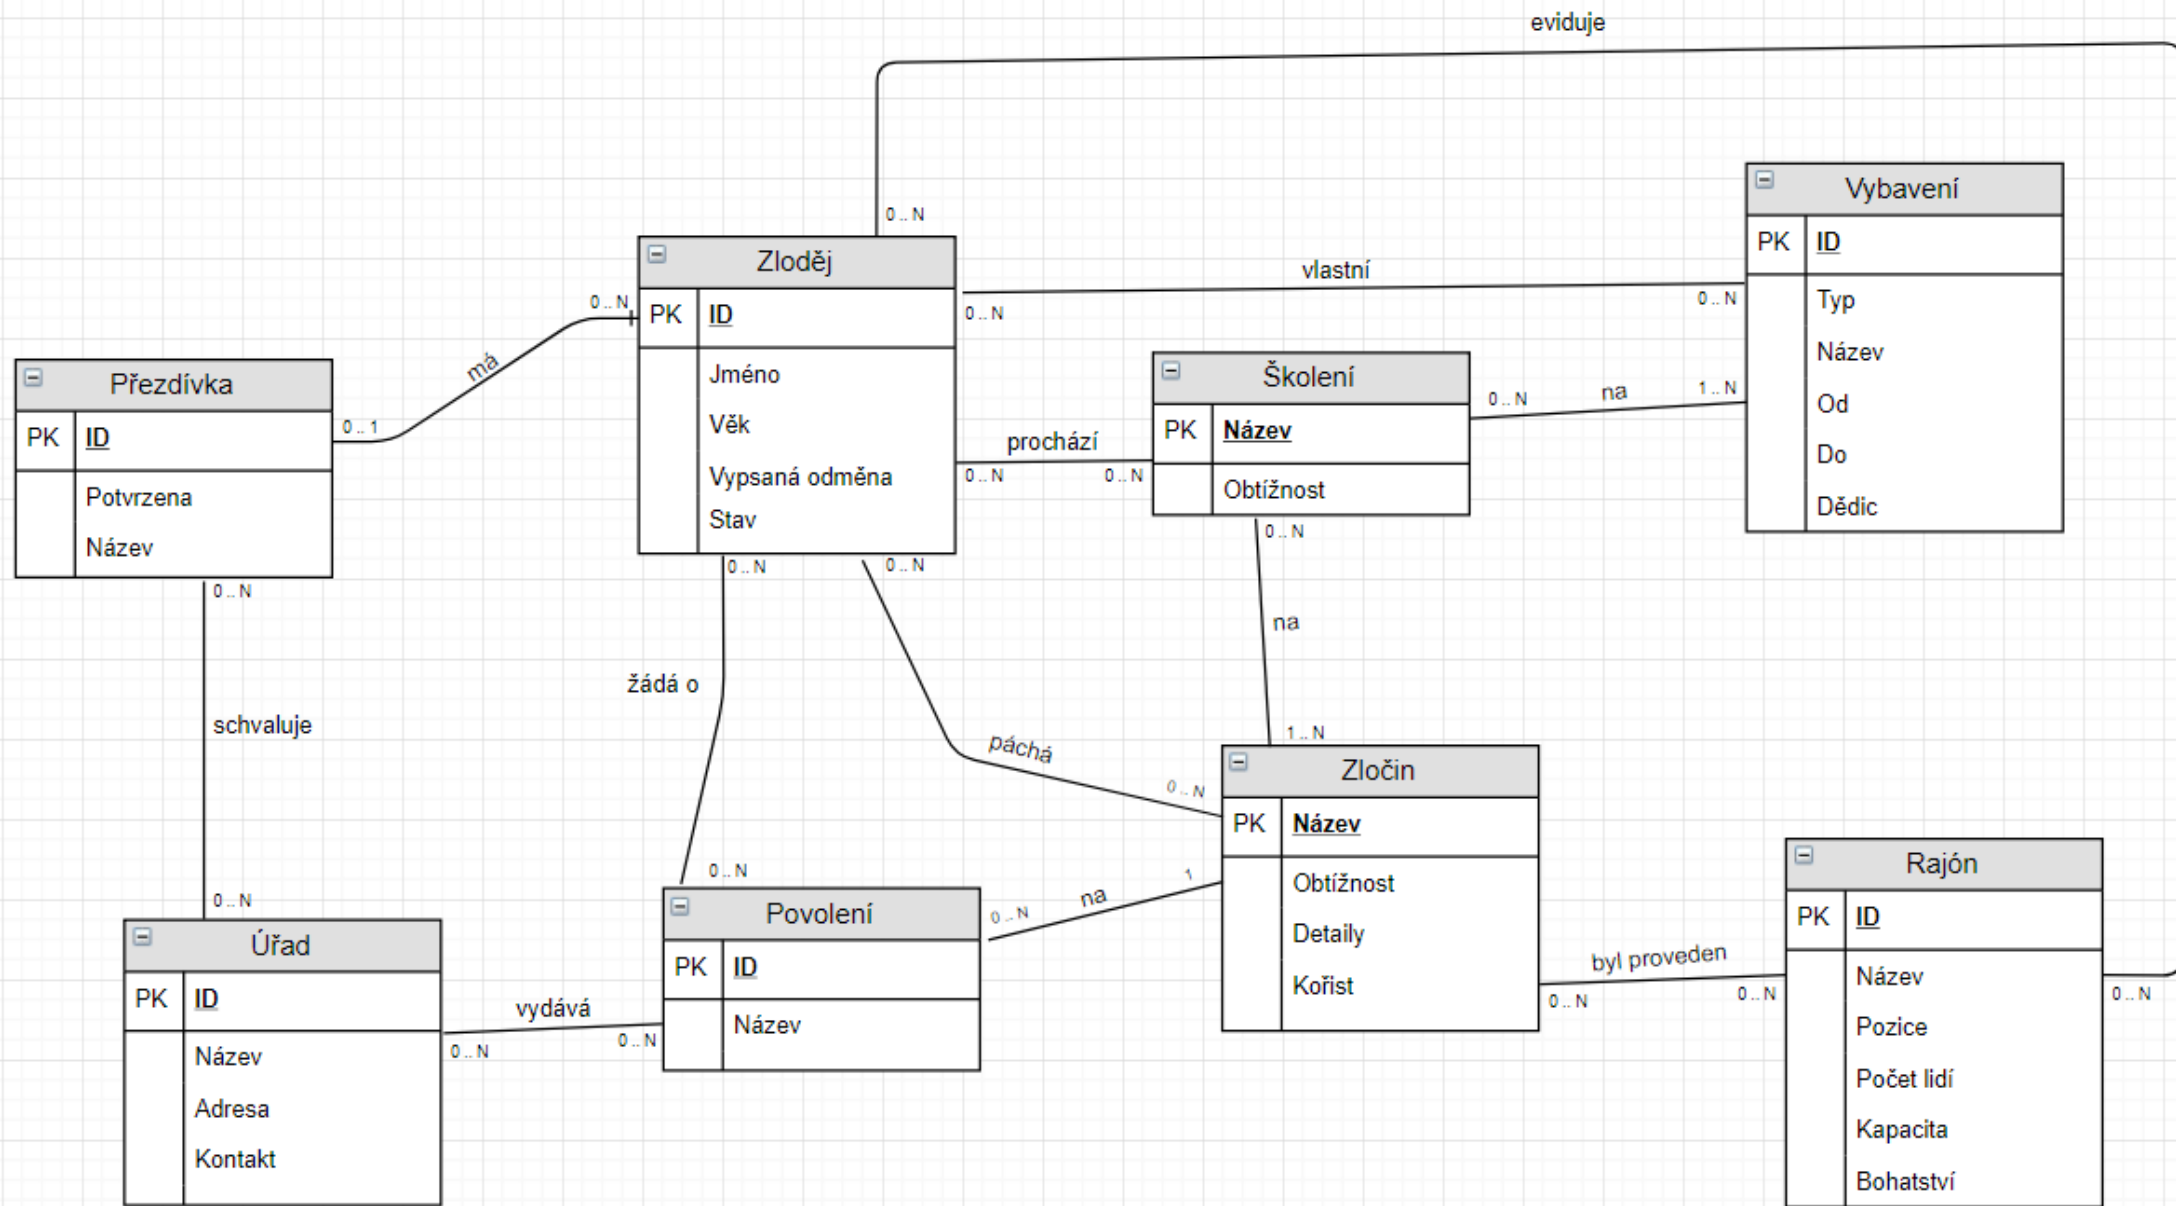 eviduje
0 .. N
Vybavení
PK ID
Typ
Název
Od
Do
Dědic
Zloděj
PK ID
Jméno
Věk
Vypsaná odměna
Stav
vlastní
0 .. N
0 .. N
0 .. N
má
0 .. 1
Přezdívka
PK ID
Potvrzena
Název
Školení
PK Název
Obtížnost
0 .. N
na
1 .. N
prochází
0 .. N
0 .. N
0 .. N
0 .. N
0 .. N
0 .. N
na
1 .. N
žádá o
schvaluje
páchá
0 .. N
Zločin
PK Název
Obtížnost
Detaily
Kořist
0 .. N
0 .. N
Povolení
PK ID
Název
0 .. N
na
1
Úřad
PK ID
Název
Adresa
Kontakt
vydává
0 .. N
0 .. N
byl proveden
0 .. N
0 .. N
Rajón
PK ID
Název
Pozice
Počet lidí
Kapacita
Bohatství
0 .. N